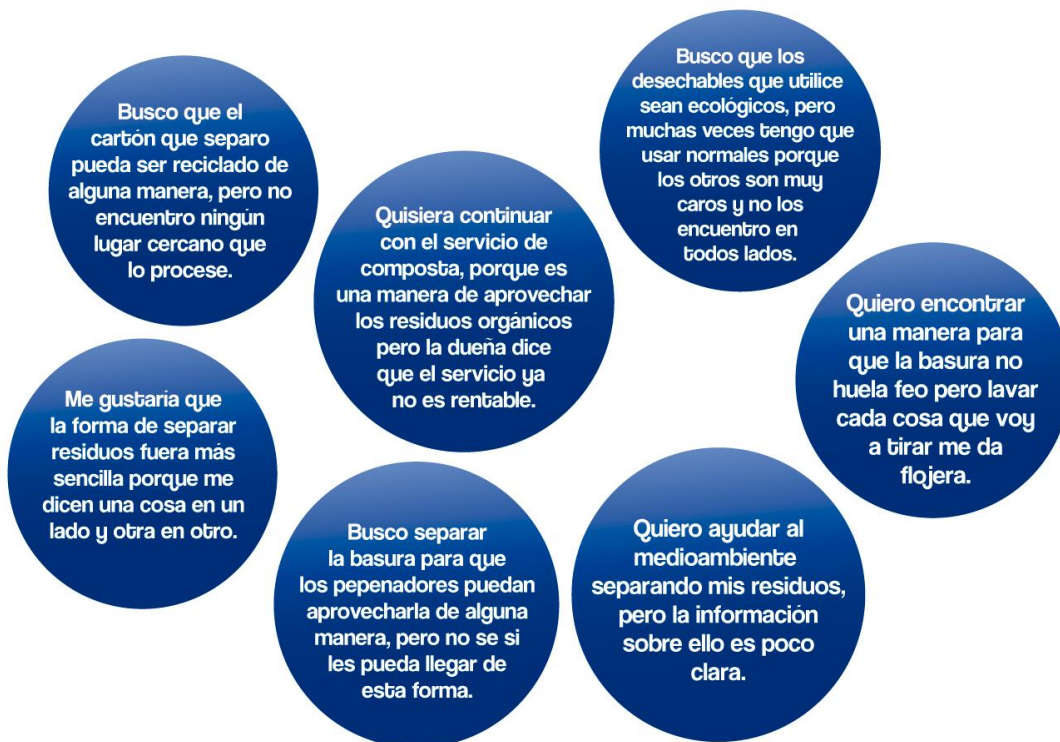 Busco que el
cartón que separo
pueda ser reciclado de
alguna manera, pero no
encuentro ningún
lugar cercano que
lo procese.
Quisiera continuar
con el servicio de
composta, porque es
una manera de aprovechar
los residuos orgánicos
pero la dueña dice
que el servicio ya
no es rentable.
Busco que los
desechables que utilice
sean ecológicos, pero
muchas veces tengo que
usar normales porque
los otros son muy
caros y no los
encuentro en
todos lados.
Quiero encontrar
una manera para
que la basura no
huela feo pero lavar
cada cosa que voy
a tirar me da
flojera.
Me gustaría que
la forma de separar
residuos fuera más
sencilla porque me
dicen una cosa en un
lado y otra en otro.
Busco separar
la basura para que
los pepenadores puedan
aprovecharla de alguna
manera, pero no se si
les pueda llegar de
esta forma.
Quiero ayudar al
medioambiente
separando mis residuos,
pero la información
sobre ello es poco
clara.